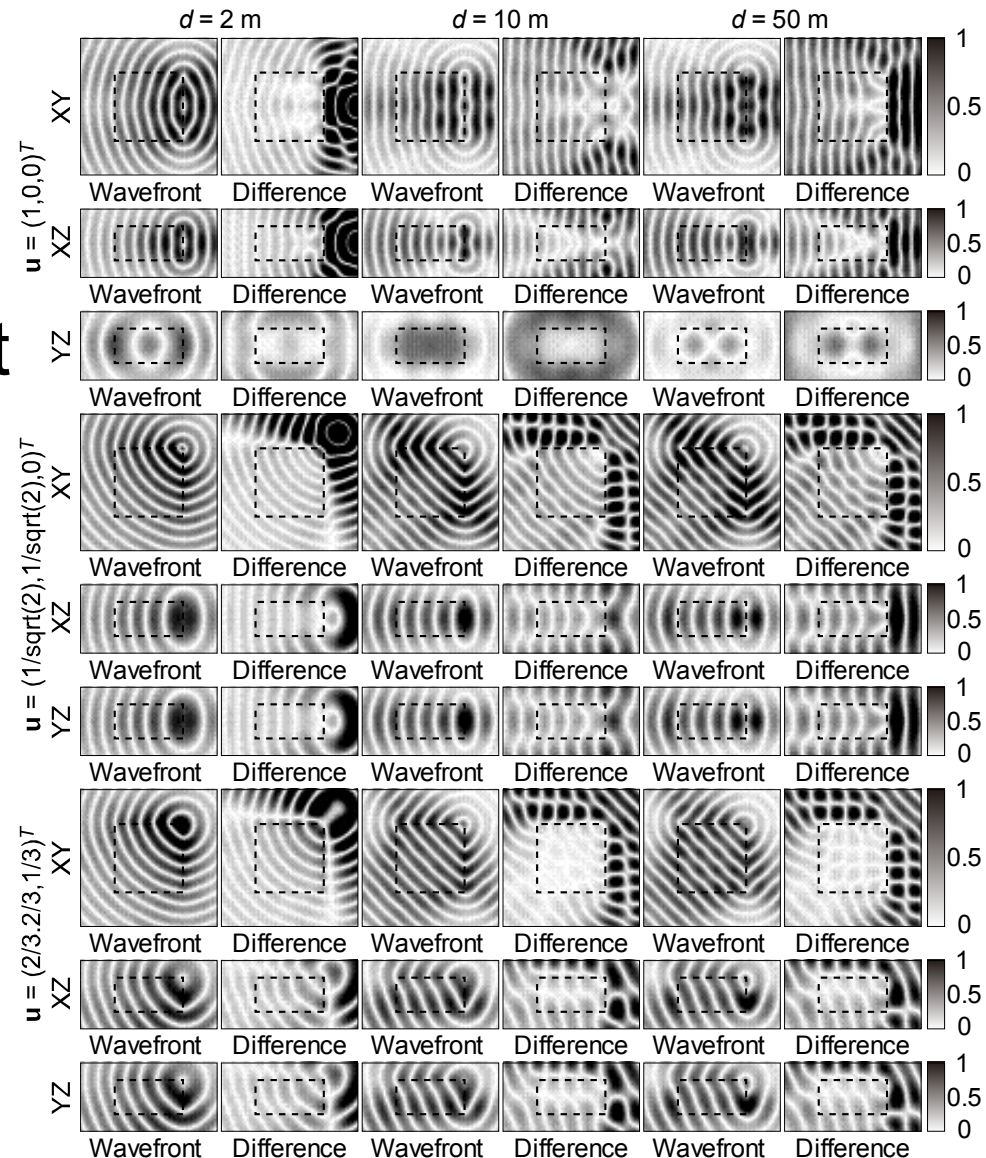 d = 2 m d = 10 m d = 50 m
u = (1,0,0)T
XY
1
0.5
0
Wavefront Difference Wavefront Difference Wavefront Difference
XZ
1
0.5
0
Wavefront Difference Wavefront Difference Wavefront Difference
YZ
1
0.5
0
Wavefront Difference Wavefront Difference Wavefront Difference
u = (1/sqrt(2),1/sqrt(2),0)T
XY
1
0.5
0
Wavefront Difference Wavefront Difference Wavefront Difference
XZ
1
0.5
0
Wavefront Difference Wavefront Difference Wavefront Difference
YZ
1
0.5
0
Wavefront Difference Wavefront Difference Wavefront Difference
u = (2/3.2/3,1/3)T
XY
1
0.5
0
Wavefront Difference Wavefront Difference Wavefront Difference
XZ
1
0.5
0
Wavefront Difference Wavefront Difference Wavefront Difference
YZ
1
0.5
0
Wavefront Difference Wavefront Difference Wavefront Difference